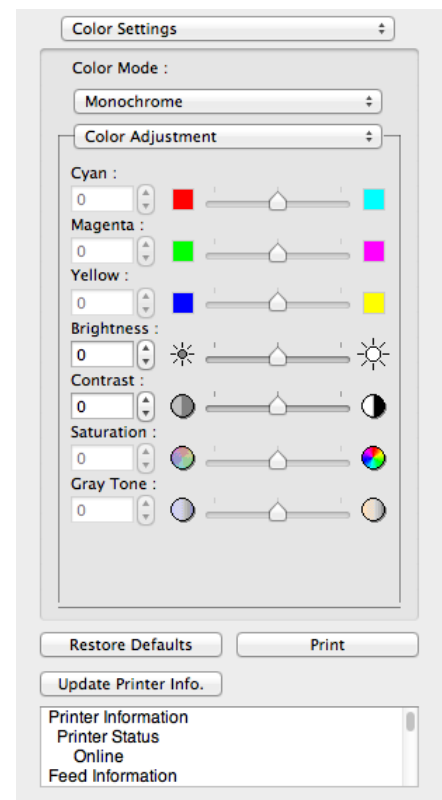 Color Settings
Color Mode :
Monochrome
Color Adjustment
Cyan :
0
Magenta :
0
Yellow :
0
Brightness :
0
Contrast :
0
Saturation :
0
Gray Tone :
0
Restore Defaults
Print
Update Printer Info.
Printer Information
Printer Status
Online
Feed Information